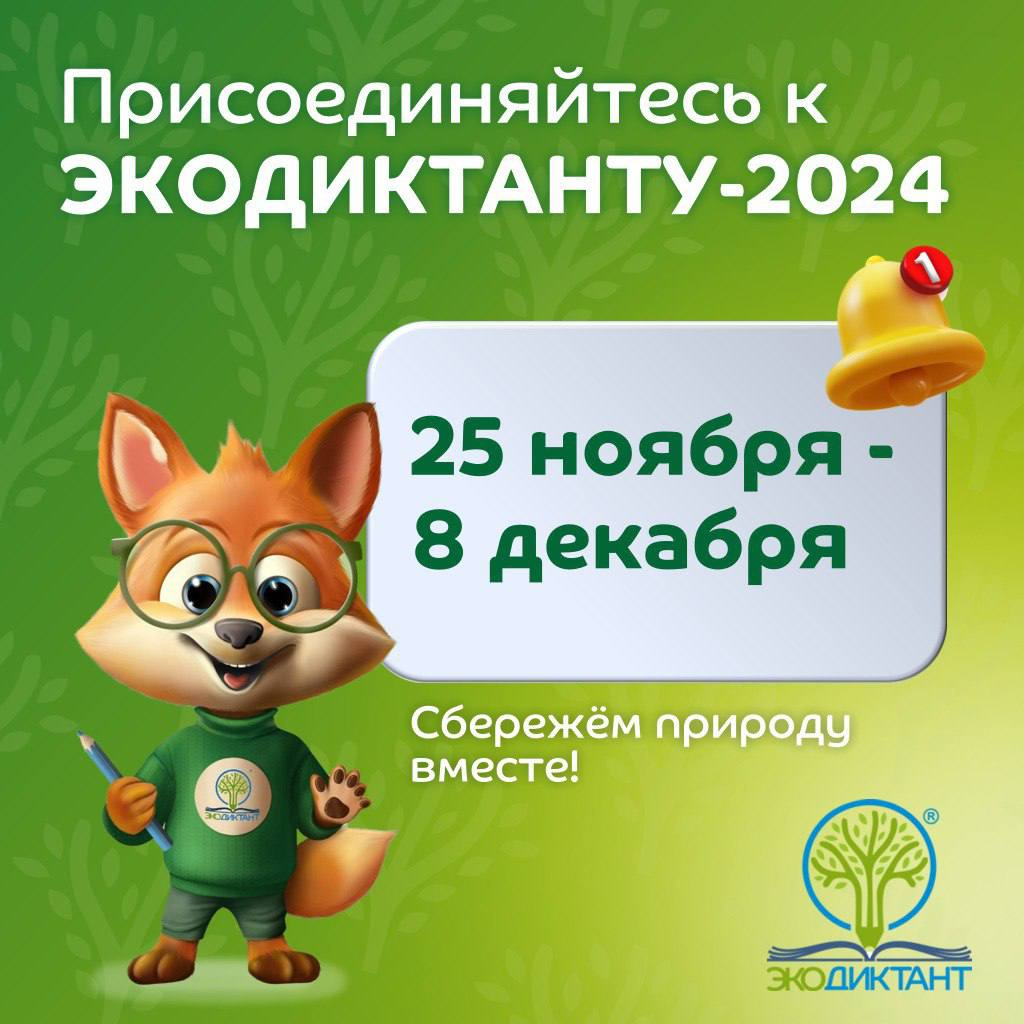 Присоединяйтесь к
ЭКОДИКТАНТУ-2024
1
25 ноября -
8 декабря
Сбережём природу
вместе!
ЭКОДИКТАНТ
®
ЭКОДИКТАНТ